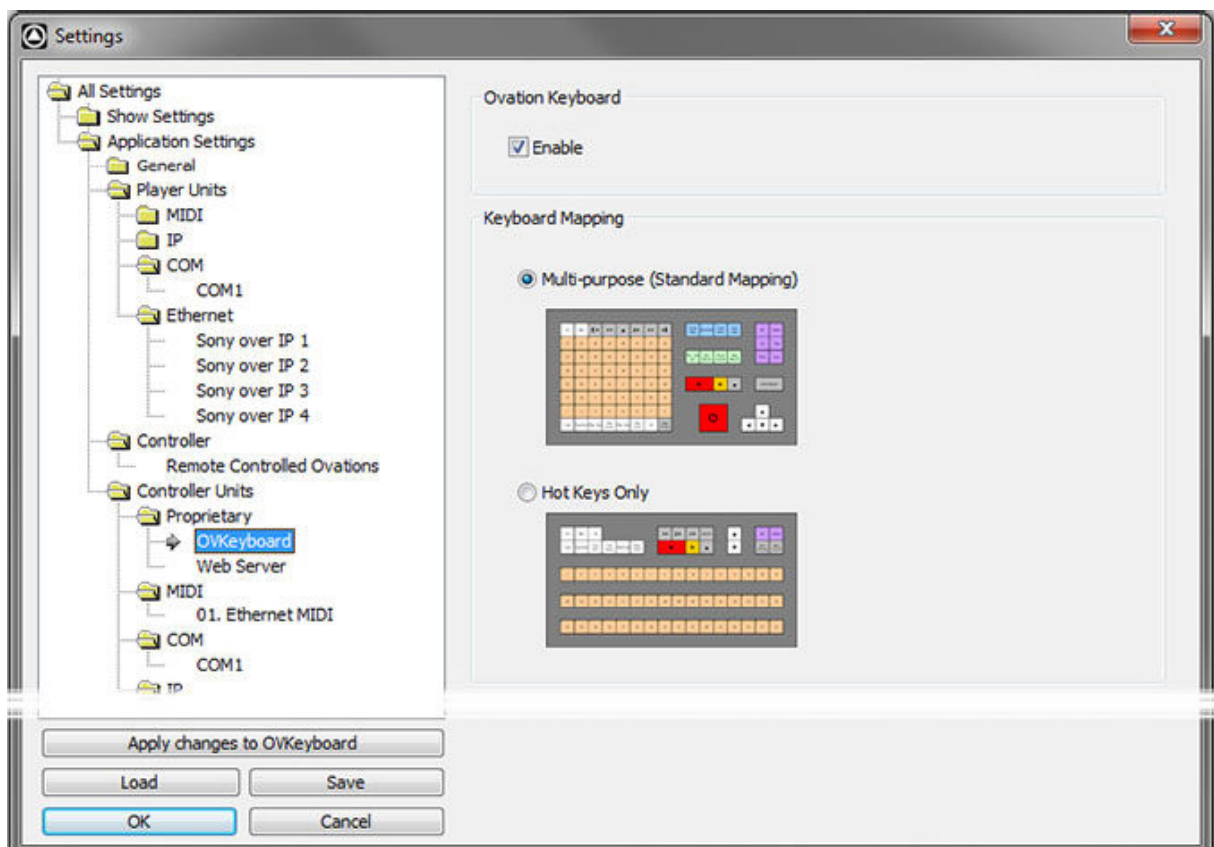 Settings
All Settings
Show Settings
Application Settings
General
Player Units
MIDI
IP
COM
COM1
Ethernet
Sony over IP 1
Sony over IP 2
Sony over IP 3
Sony over IP 4
Controller
Remote Controlled Ovations
Controller Units
Proprietary
OVKeyboard
Web Server
MIDI
01. Ethernet MIDI
COM
COM1
IP
Apply changes to OVKeyboard
Load
Save
OK
Cancel
Ovation Keyboard
Enable
Keyboard Mapping
Multi-purpose (Standard Mapping)
Hot Keys Only